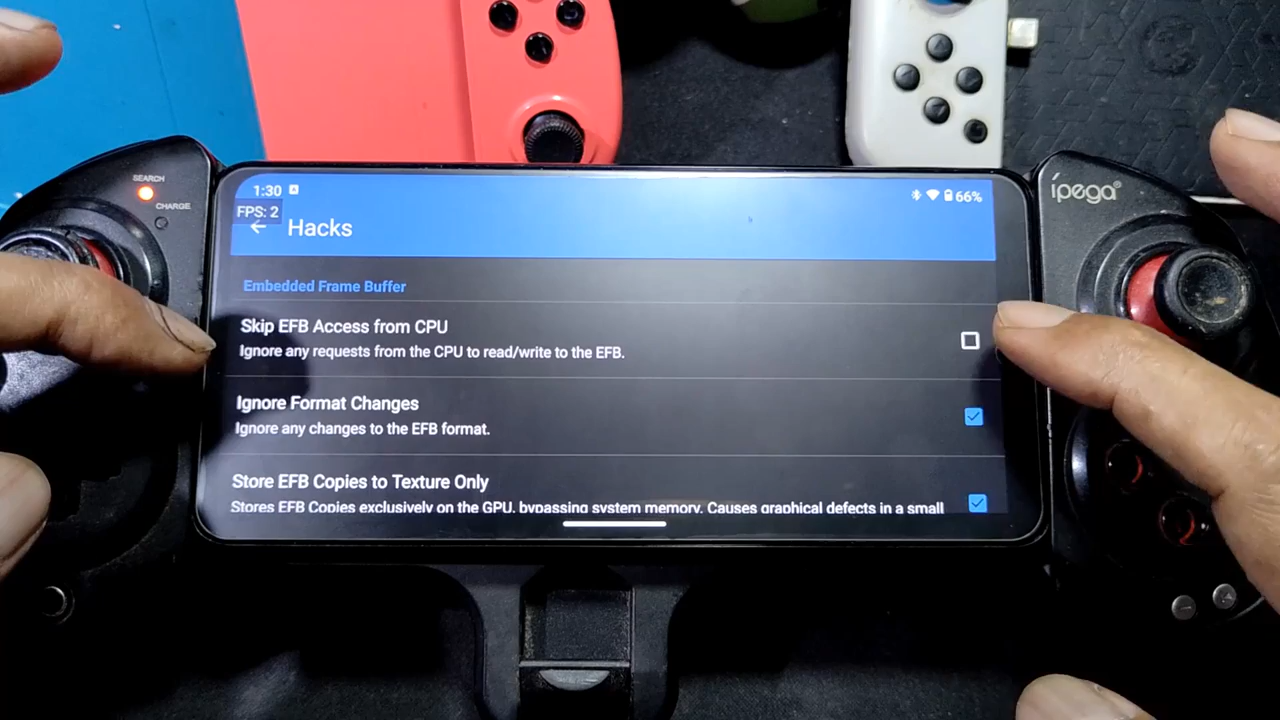 SEARCH
CHARGE
ípega®
1:30
66%
FPS: 2
Hacks
Embedded Frame Buffer
Skip EFB Access from CPU
Ignore any requests from the CPU to read/write to the EFB.
Ignore Format Changes
Ignore any changes to the EFB format.
Store EFB Copies to Texture Only
Stores EFB Copies exclusively on the GPU, bypassing system memory. Causes graphical defects in a small